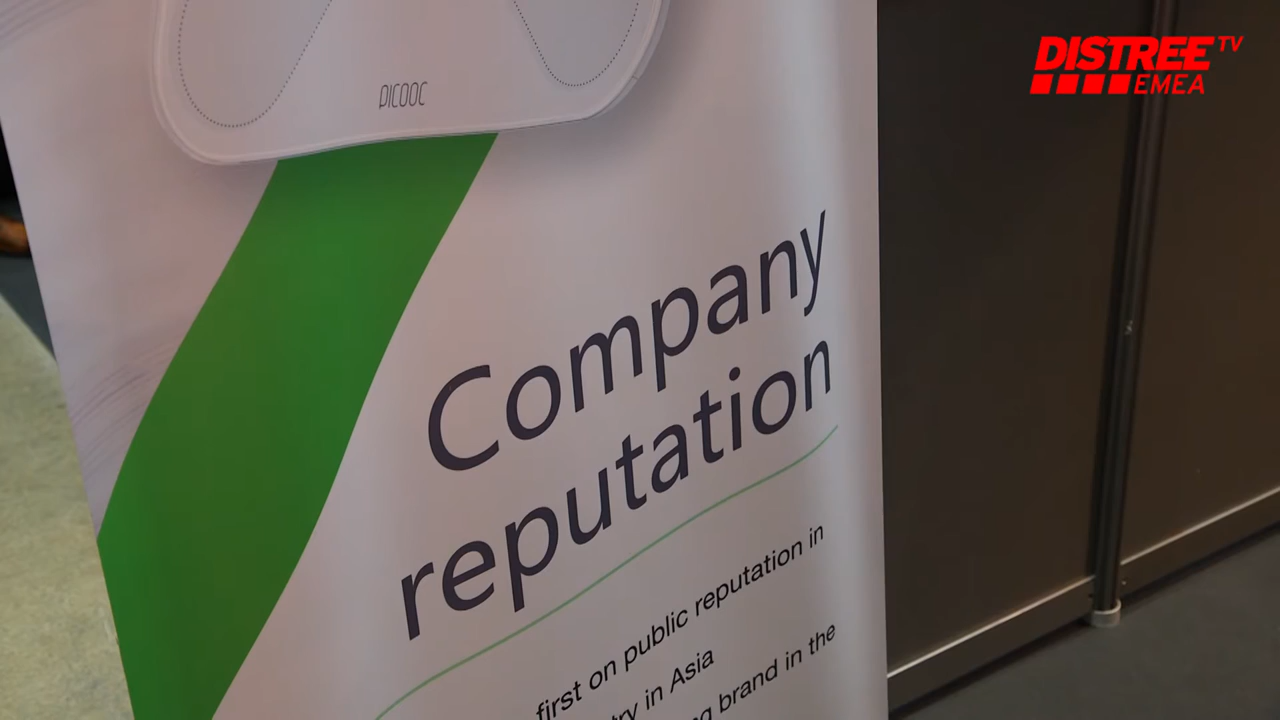 DISTREE TV
EMEA
PICOOC
Company
reputation
first on public reputation in
in Asia
brand in the